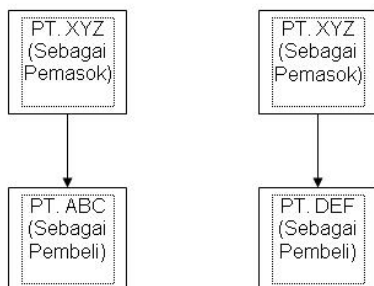 PT. XYZ
(Sebagai
Pemasok)
PT. XYZ
(Sebagai
Pemasok)
PT. ABC
(Sebagai
Pembeli)
PT. DEF
(Sebagai
Pembeli)